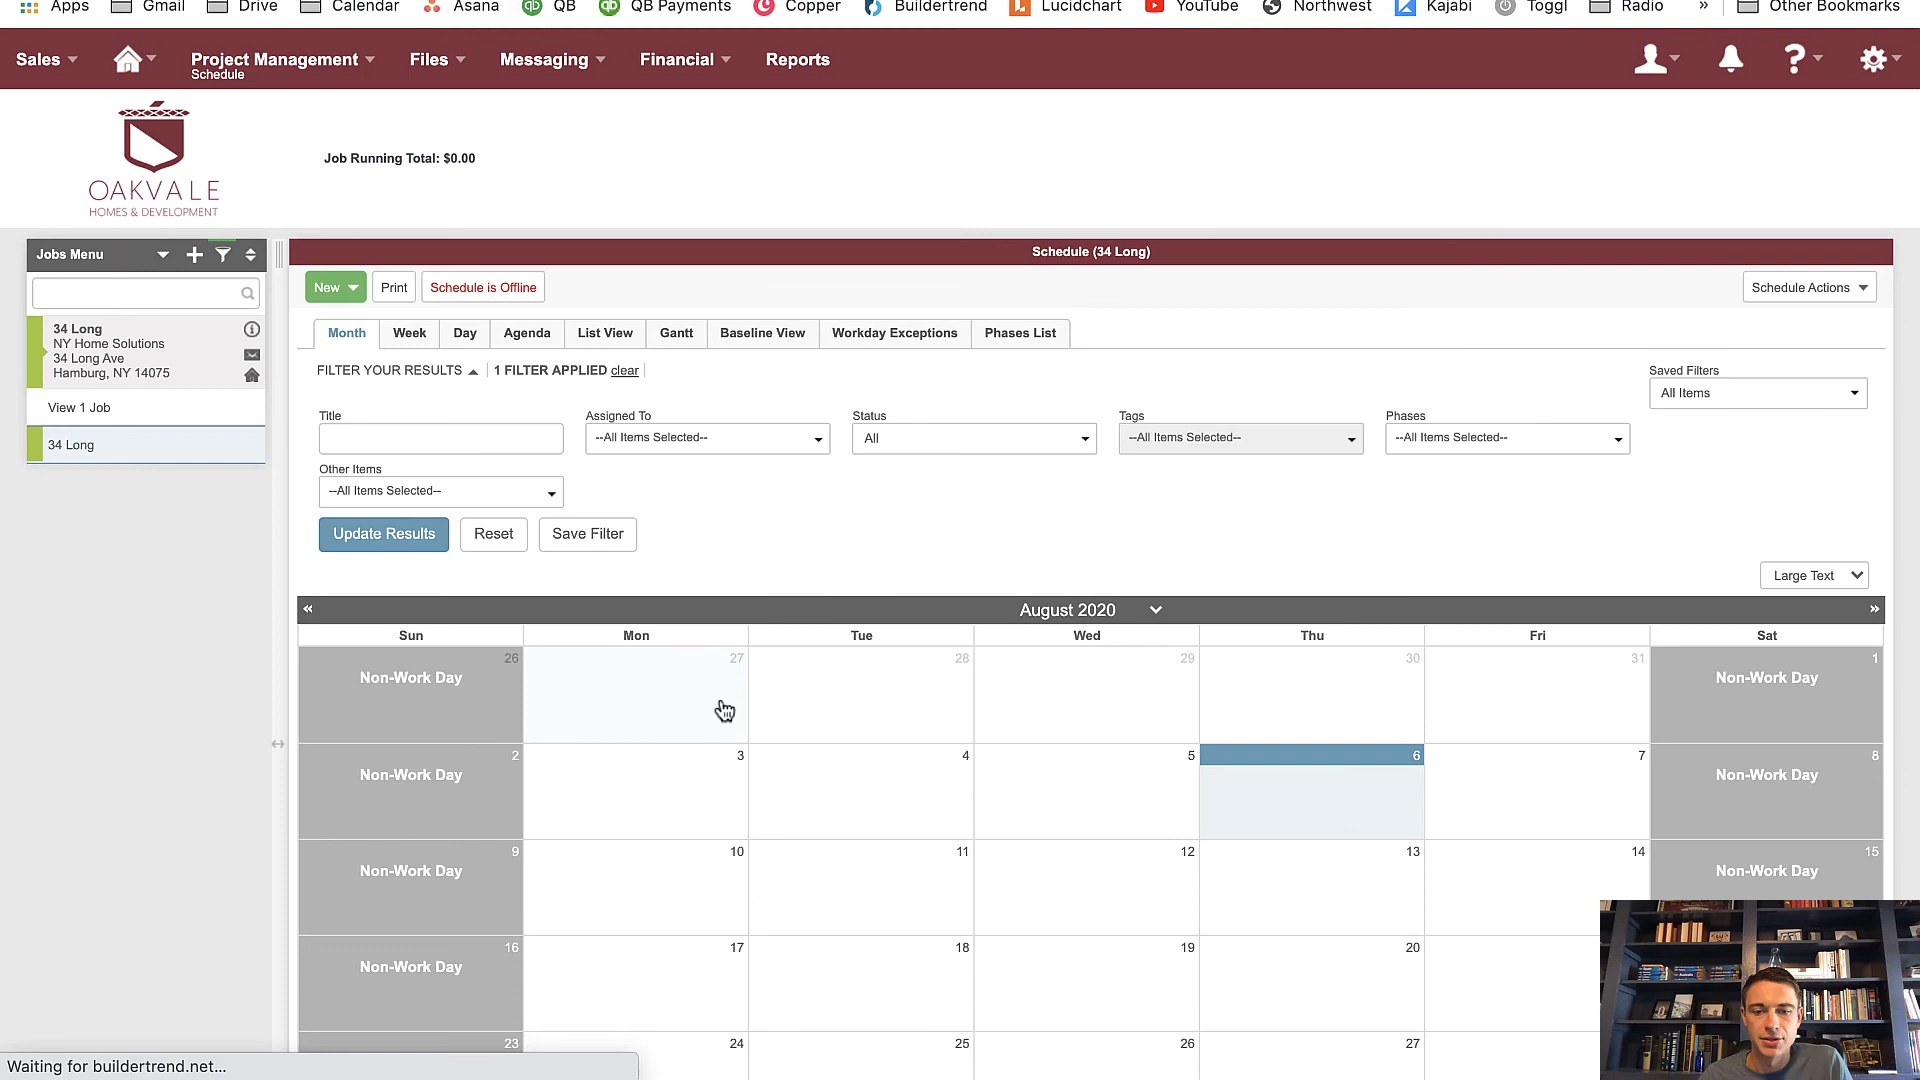 Apps Gmail Drive Calendar Asana QB QB Payments Copper Buildertrend Lucidchart YouTube Northwest Kajabi Toggl Radio » Other Bookmarks
Sales Project Management Files Messaging Financial Reports
Schedule
OAKVALE
HOMES & DEVELOPMENT
Job Running Total: $0.00
Jobs Menu
34 Long
NY Home Solutions
34 Long Ave
Hamburg, NY 14075
View 1 Job
34 Long
Schedule (34 Long)
New Print Schedule is Offline Schedule Actions
Month Week Day Agenda List View Gantt Baseline View Workday Exceptions Phases List
FILTER YOUR RESULTS 1 FILTER APPLIED clear
Saved Filters
All Items
Title Assigned To Status Tags Phases
--All Items Selected-- All --All Items Selected-- --All Items Selected--
Other Items
--All Items Selected--
Update Results Reset Save Filter
Large Text
« August 2020 »
Sun Mon Tue Wed Thu Fri Sat
26 27 28 29 30 31 1
Non-Work Day Non-Work Day
2 3 4 5 6 7 8
Non-Work Day Non-Work Day
9 10 11 12 13 14 15
Non-Work Day Non-Work Day
16 17 18 19 20
Non-Work Day
23 24 25 26 27
Waiting for buildertrend.net...